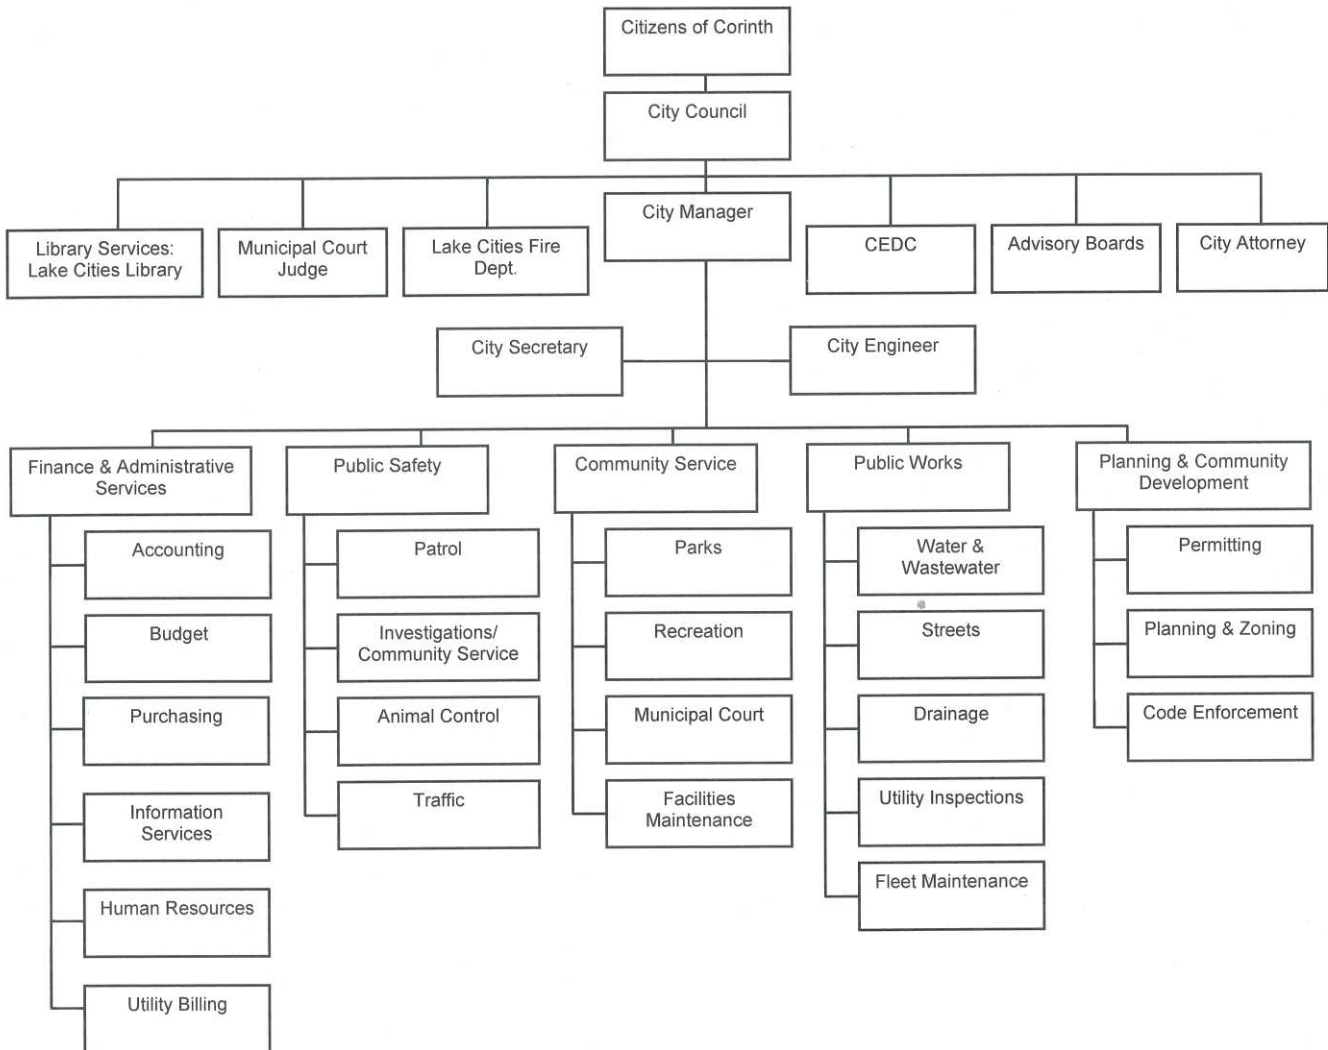 Citizens of Corinth
City Council
City Manager
Library Services:
Lake Cities Library
Municipal Court
Judge
Lake Cities Fire
Dept.
CEDC
Advisory Boards
City Attorney
City Secretary
City Engineer
Finance & Administrative
Services
Public Safety
Community Service
Public Works
Planning & Community
Development
Accounting
Budget
Purchasing
Information
Services
Human Resources
Utility Billing
Patrol
Investigations/
Community Service
Animal Control
Traffic
Parks
Recreation
Municipal Court
Facilities
Maintenance
Water &
Wastewater
Streets
Drainage
Utility Inspections
Fleet Maintenance
Permitting
Planning & Zoning
Code Enforcement